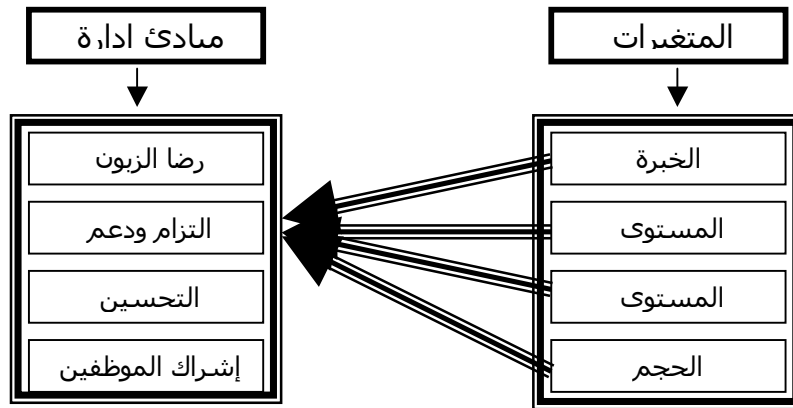 المتغيرات
مبادئ ادارة
الخبرة
المستوى
المستوى
الحجم
رضا الزبون
التزام ودعم
التحسين
إشراك الموظفين